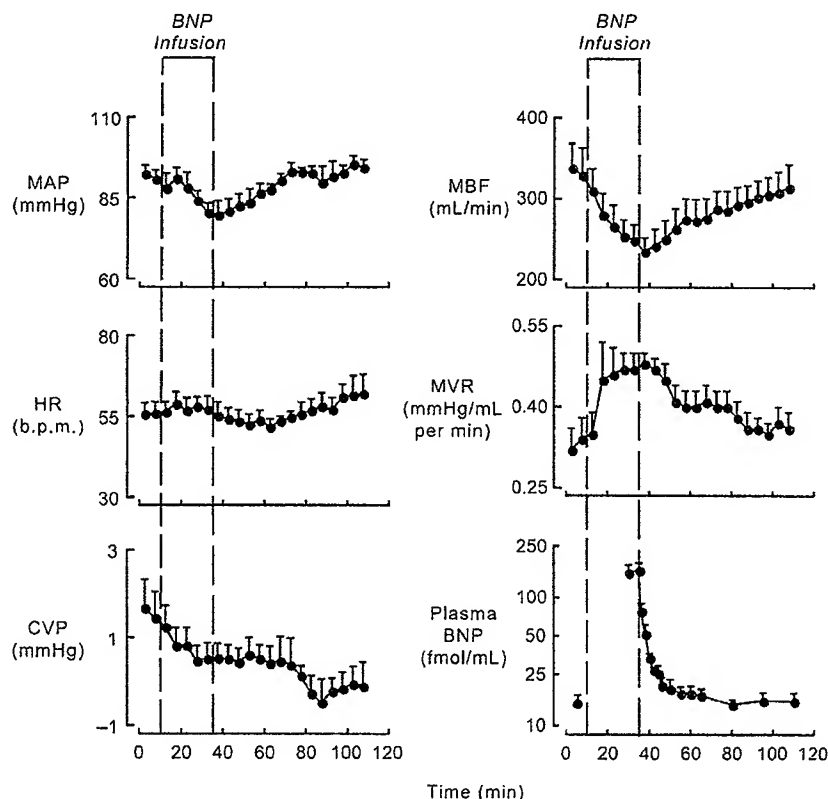 BNP
Infusion
BNP
Infusion
110
85
60
MAP
(mmHg)
400
300
200
MBF
(mL/min)
80
55
30
HR
(b.p.m.)
0.55
0.40
0.25
MVR
(mmHg/mL
per min)
3
1
–1
CVP
(mmHg)
0 20 40 60 80 100 120
250
100
50
25
10
Plasma
BNP
(fmol/mL)
0 20 40 60 80 100 120
Time (min)